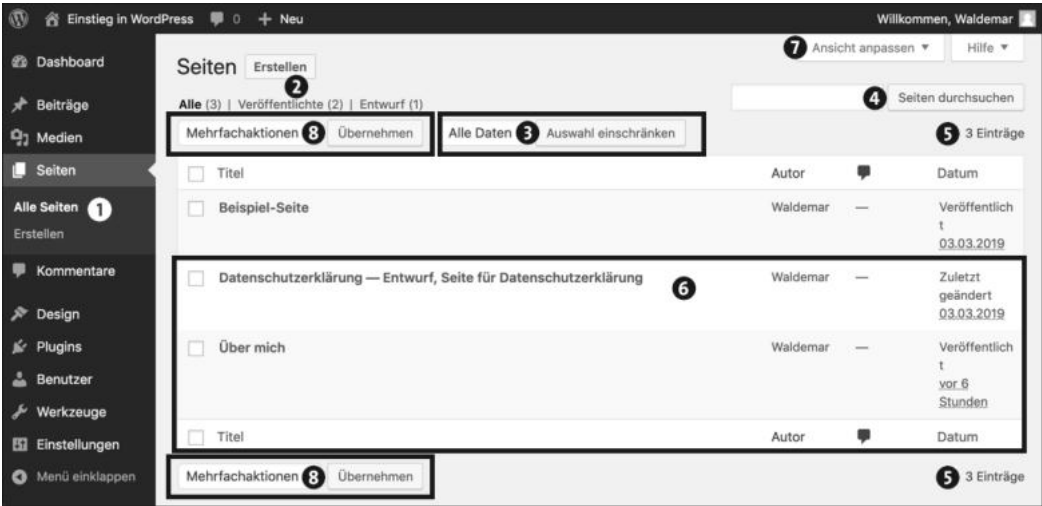 Einstieg in WordPress 0 + Neu Willkommen, Waldemar
Dashboard
Beiträge
Medien
Seiten
Alle Seiten 1
Erstellen
Kommentare
Design
Plugins
Benutzer
Werkzeuge
Einstellungen
Menü einklappen
7 Ansicht anpassen ▼ Hilfe ▼
Seiten Erstellen
2
Alle (3) | Veröffentlichte (2) | Entwurf (1)
4 Seiten durchsuchen
Mehrfachaktionen 8 Übernehmen Alle Daten 3 Auswahl einschränken 5 3 Einträge
Titel Autor Datum
Beispiel-Seite Waldemar — Veröffentlich
t
03.03.2019
Datenschutzerklärung — Entwurf, Seite für Datenschutzerklärung 6 Waldemar — Zuletzt
geändert
03.03.2019
Über mich Waldemar — Veröffentlich
t
vor 6
Stunden
Titel Autor Datum
Mehrfachaktionen 8 Übernehmen 5 3 Einträge